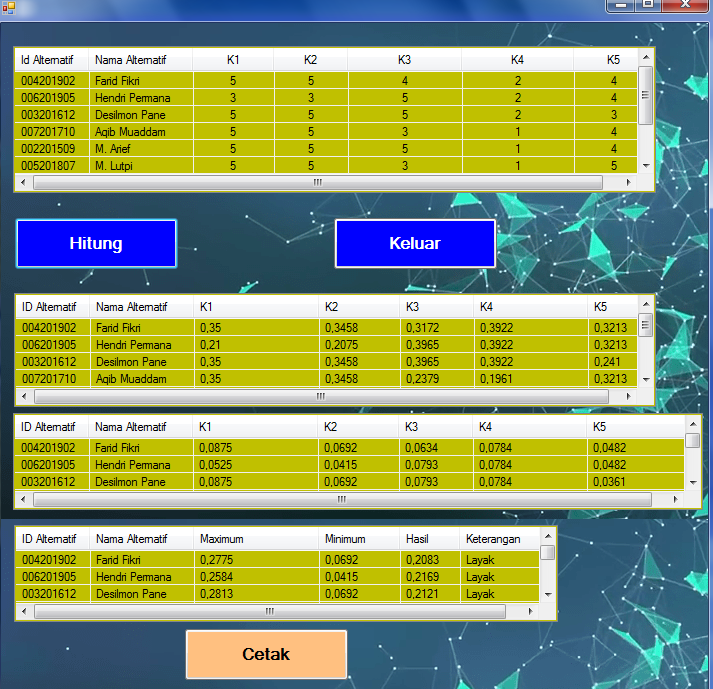 Id Alternatif Nama Alternatif K1 K2 K3 K4 K5
004201902 Farid Fikri 5 5 4 2 4
006201905 Hendri Permana 3 3 5 2 4
003201612 Desilmon Pane 5 5 5 2 3
007201710 Aqib Muaddam 5 5 3 1 4
002201509 M. Arief 5 5 5 1 4
005201807 M. Lutpi 5 5 3 1 5
Hitung Keluar
ID Alternatif Nama Alternatif K1 K2 K3 K4 K5
004201902 Farid Fikri 0,35 0,3458 0,3172 0,3922 0,3213
006201905 Hendri Permana 0,21 0,2075 0,3965 0,3922 0,3213
003201612 Desilmon Pane 0,35 0,3458 0,3965 0,3922 0,241
007201710 Aqib Muaddam 0,35 0,3458 0,2379 0,1961 0,3213
ID Alternatif Nama Alternatif K1 K2 K3 K4 K5
004201902 Farid Fikri 0,0875 0,0692 0,0634 0,0784 0,0482
006201905 Hendri Permana 0,0525 0,0415 0,0793 0,0784 0,0482
003201612 Desilmon Pane 0,0875 0,0692 0,0793 0,0784 0,0361
ID Alternatif Nama Alternatif Maximum Minimum Hasil Keterangan
004201902 Farid Fikri 0,2775 0,0692 0,2083 Layak
006201905 Hendri Permana 0,2584 0,0415 0,2169 Layak
003201612 Desilmon Pane 0,2813 0,0692 0,2121 Layak
Cetak